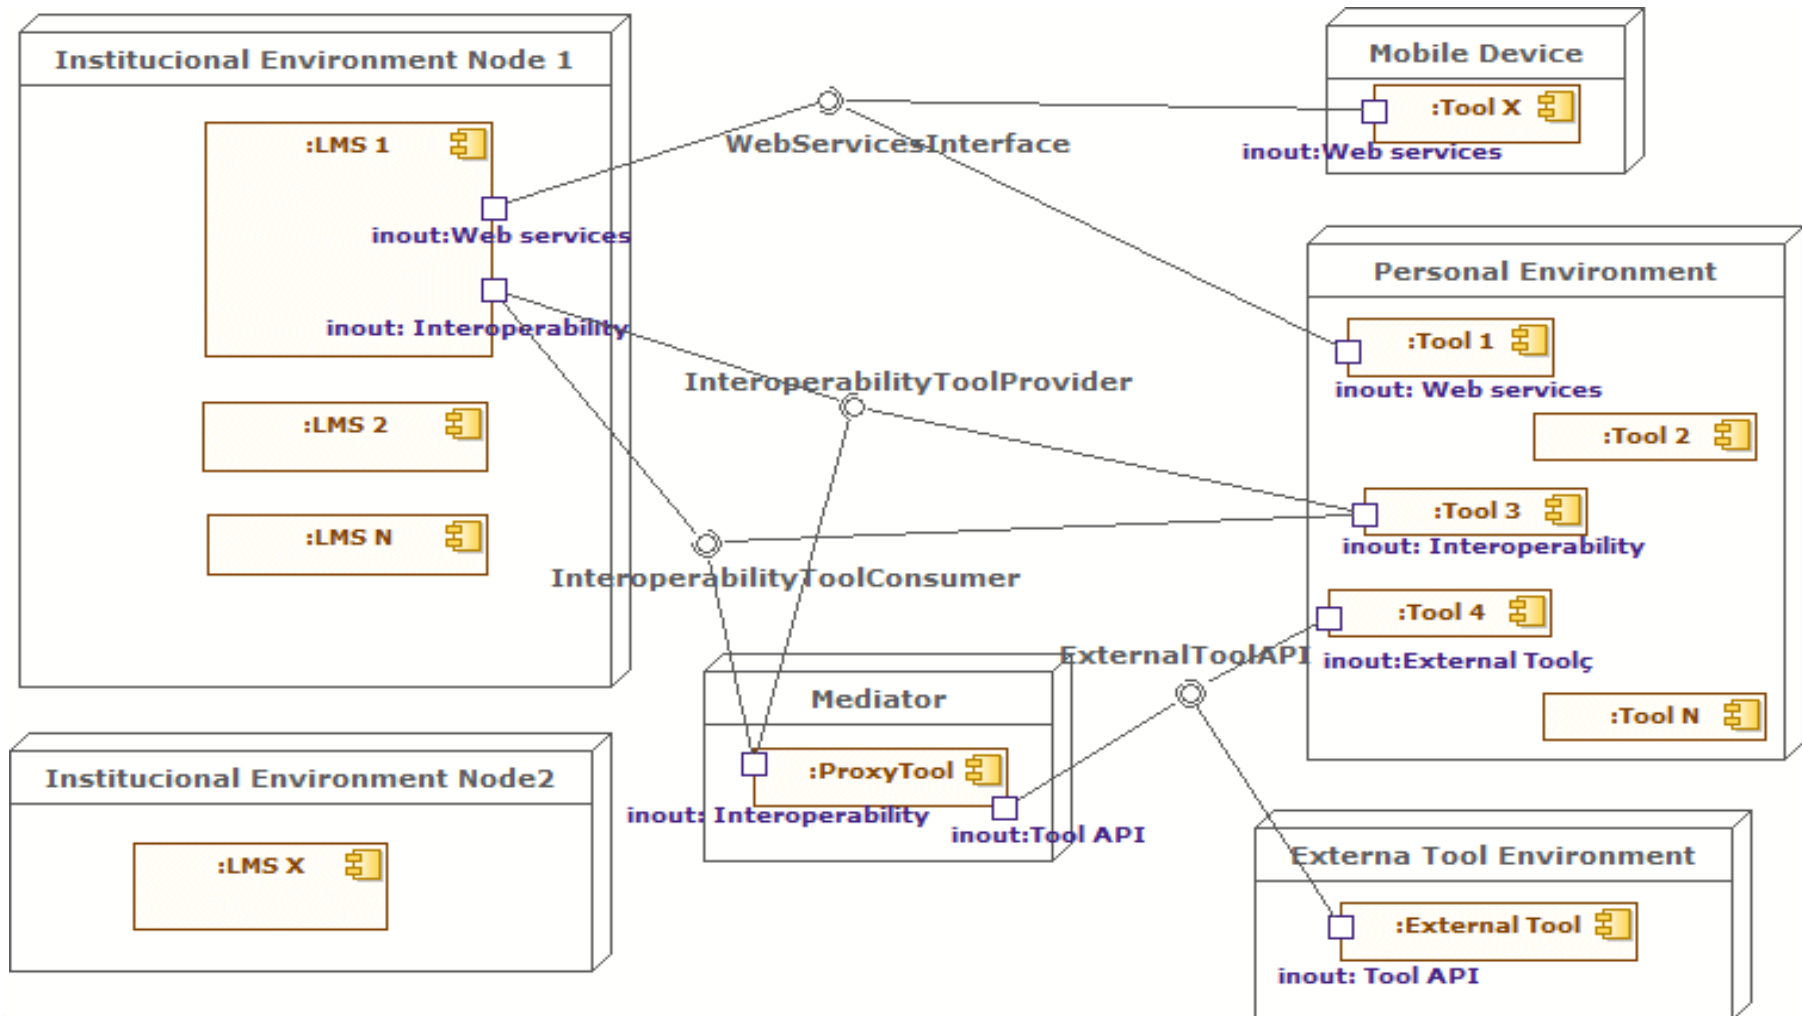 Institucional Environment Node 1
:LMS 1
inout:Web services
inout: Interoperability
:LMS 2
:LMS N
Institucional Environment Node2
:LMS X
WebServicesInterface
InteroperabilityToolProvider
InteroperabilityToolConsumer
Mediator
:ProxyTool
inout: Interoperability
inout:Tool API
ExternalToolAPI
Mobile Device
:Tool X
inout:Web services
Personal Environment
:Tool 1
inout: Web services
:Tool 2
:Tool 3
inout: Interoperability
:Tool 4
inout:External Toolç
:Tool N
Externa Tool Environment
:External Tool
inout: Tool API